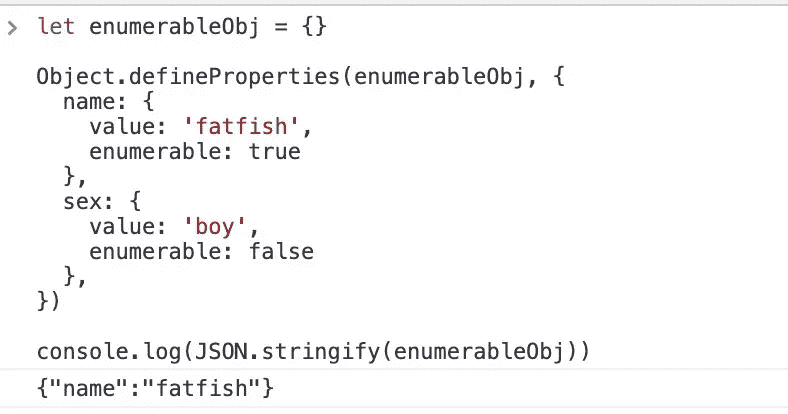 > let enumerableObj = {}
Object.defineProperties(enumerableObj, {
  name: {
    value: 'fatfish',
    enumerable: true
  },
  sex: {
    value: 'boy',
    enumerable: false
  },
})
console.log(JSON.stringify(enumerableObj))
{"name":"fatfish"}